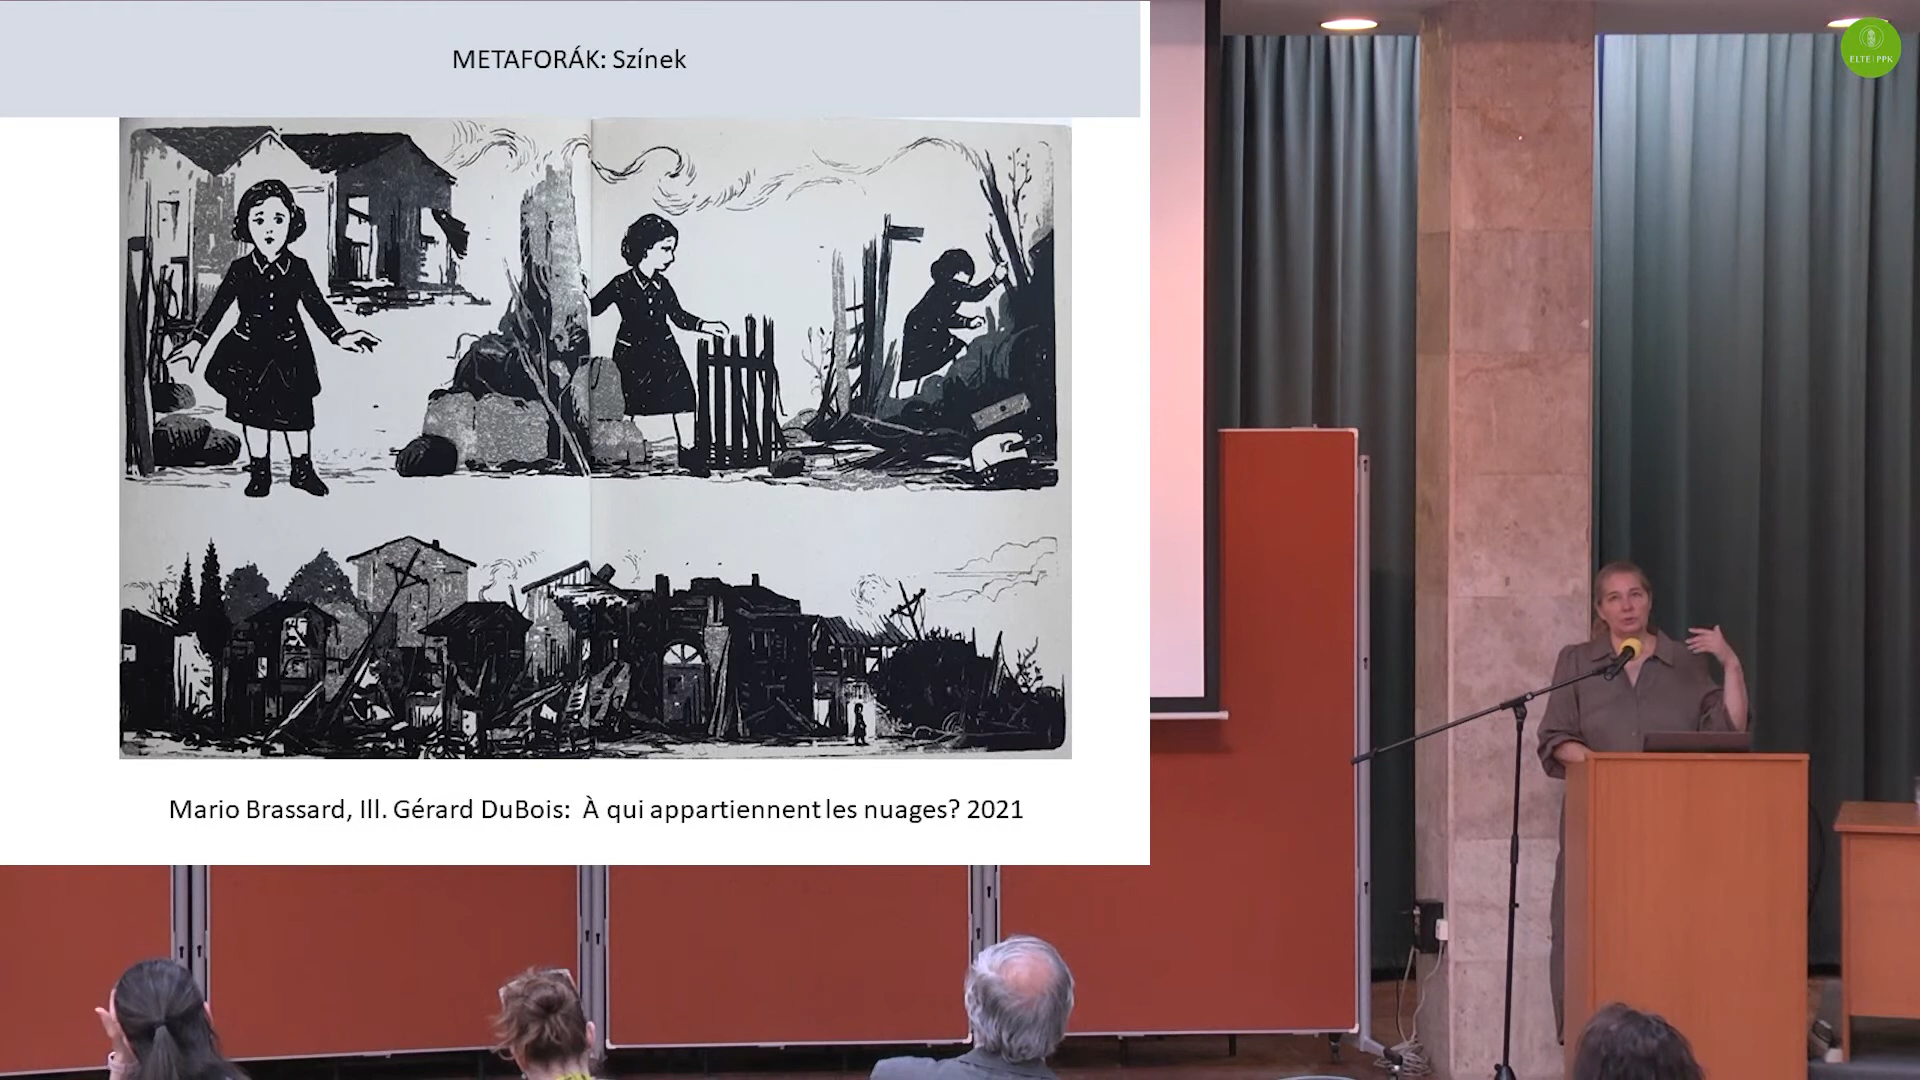 METAFORÁK: Színek
Mario Brassard, Ill. Gérard DuBois: À qui appartiennent les nuages? 2021
ELTE | PPK